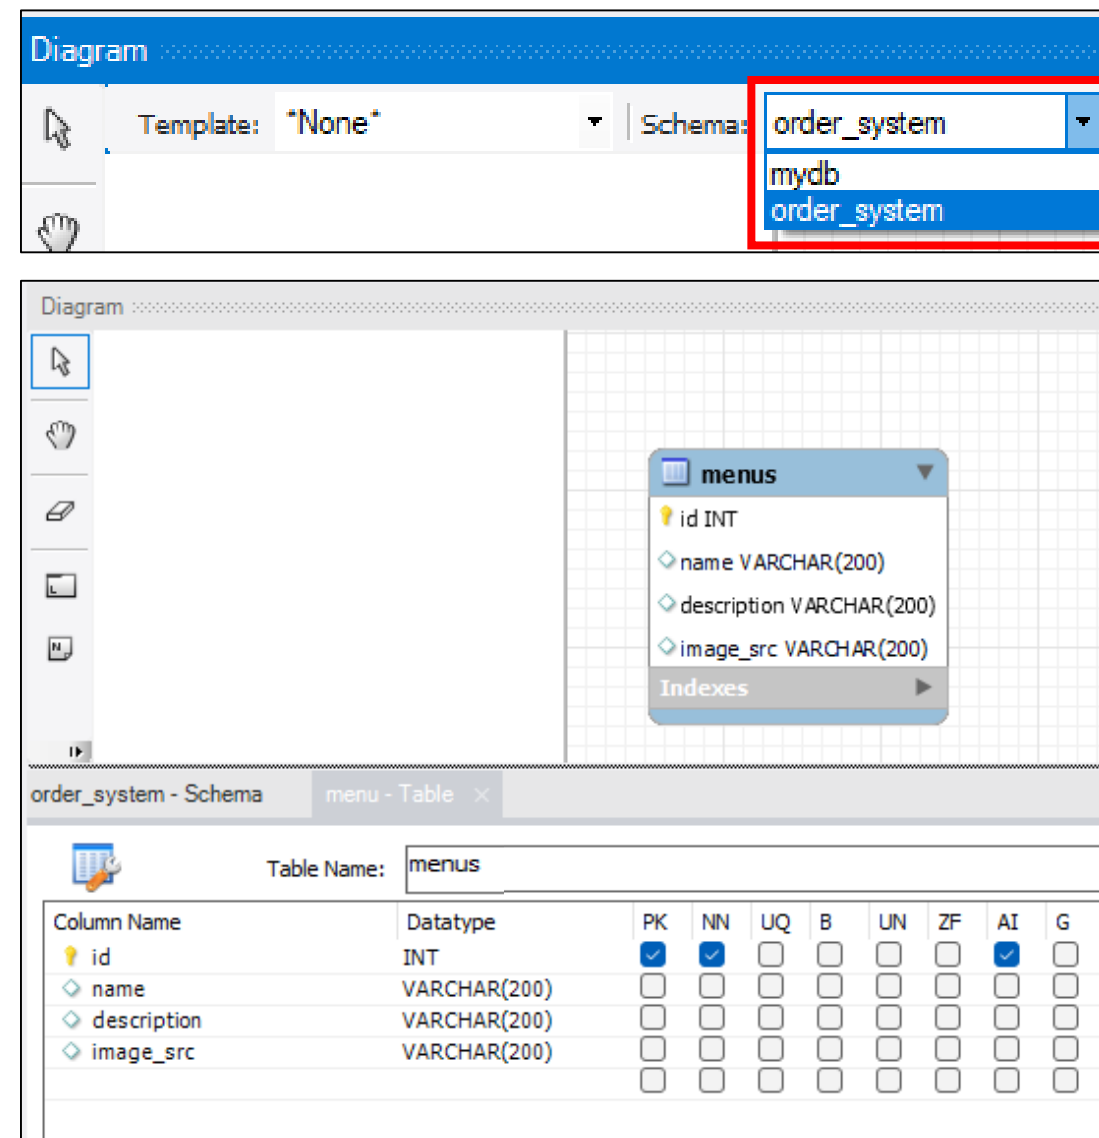 Diagram
Template: *None* Schema: order_system
mydb
order_system
Diagram
menus
id INT
name VARCHAR(200)
description VARCHAR(200)
image_src VARCHAR(200)
Indexes
order_system - Schema menu - Table
Table Name: menus
Column Name Datatype PK NN UQ B UN ZF AI G
id INT
name VARCHAR(200)
description VARCHAR(200)
image_src VARCHAR(200)